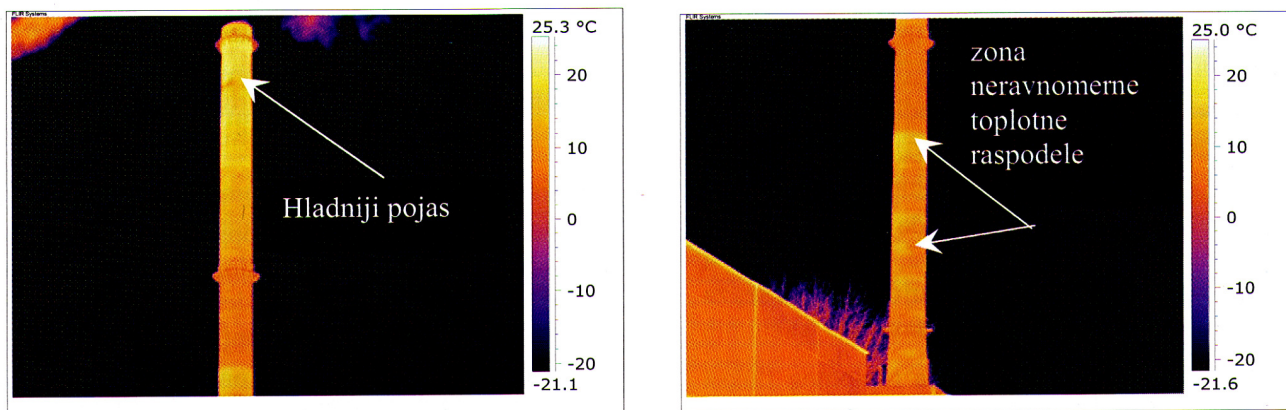 FLIR Systems
25.3 °C
20
10
0
-10
-20
-21.1
Hladniji pojas
FLIR Systems
25.0 °C
20
10
0
-10
-20
-21.6
zona
neravnomerne
toplotne
raspodele